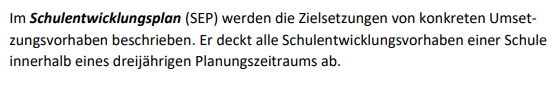 Im Schulentwicklungsplan (SEP) werden die Zielsetzungen von konkreten Umset-
zungsvorhaben beschrieben. Er deckt alle Schulentwicklungsvorhaben einer Schule
innerhalb eines dreijährigen Planungszeitraums ab.